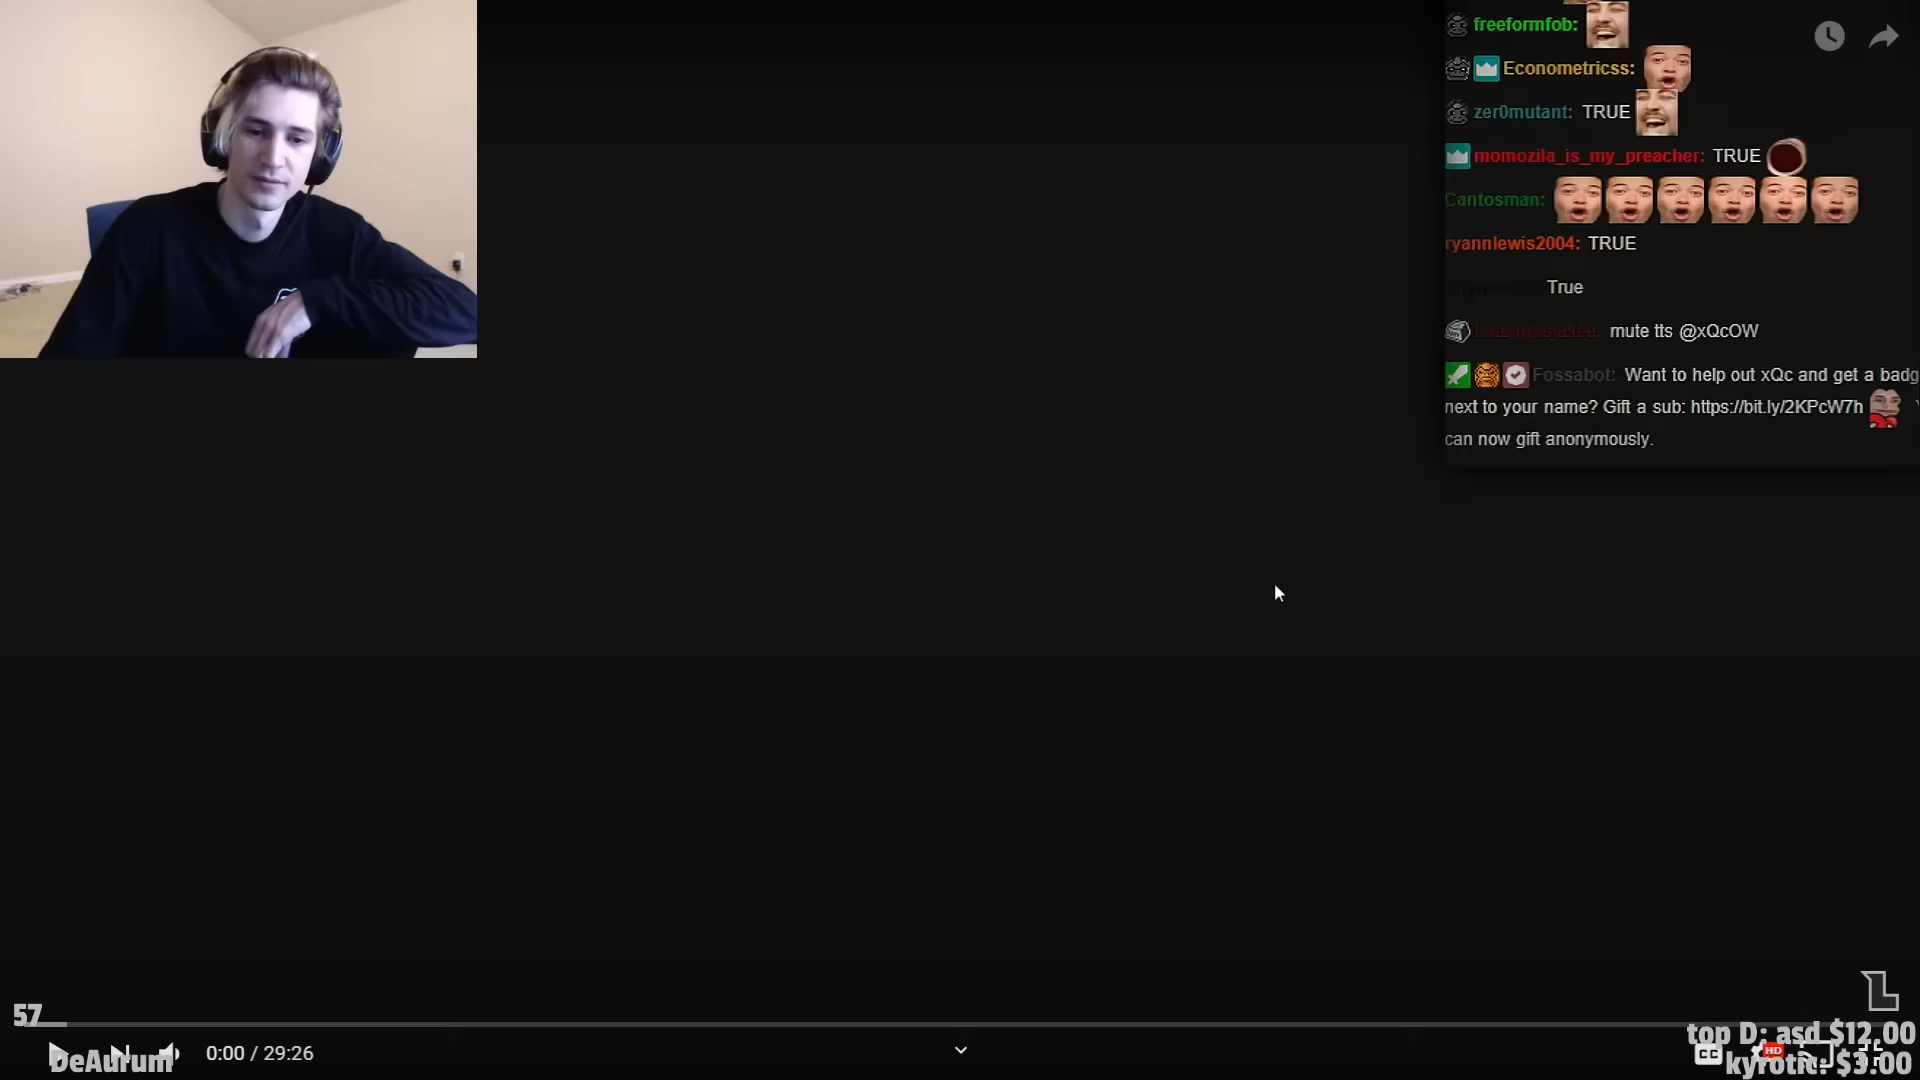 freeformfob:
Econometricss:
zer0mutant: TRUE
momozila_is_my_preacher: TRUE
Cantosman:
ryannlewis2004: TRUE
True
mute tts @xQcOW
Fossabot: Want to help out xQc and get a badg
next to your name? Gift a sub: https://bit.ly/2KPcW7h
can now gift anonymously.
57
DeAurum
0:00 / 29:26
top D: asd $12.00
CC
HD
kyrotic: $3.00